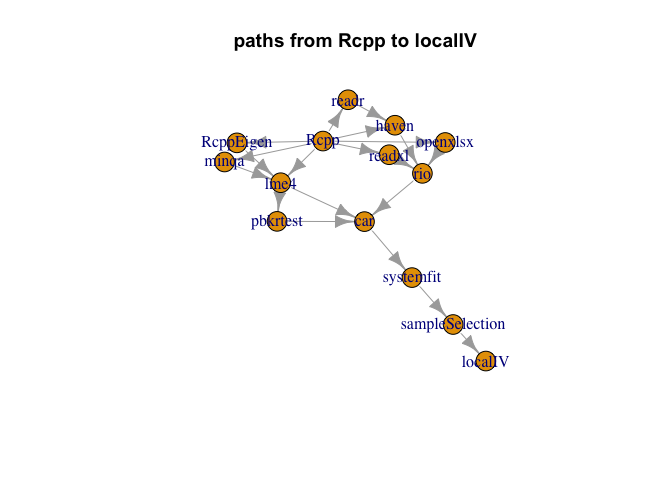 paths from Rcpp to localIV
readr
haven
Rcpp
RcppEigen
openxlsx
readxl
minqa
rio
lme4
pbkrtest
car
systemfit
sampleSelection
localIV